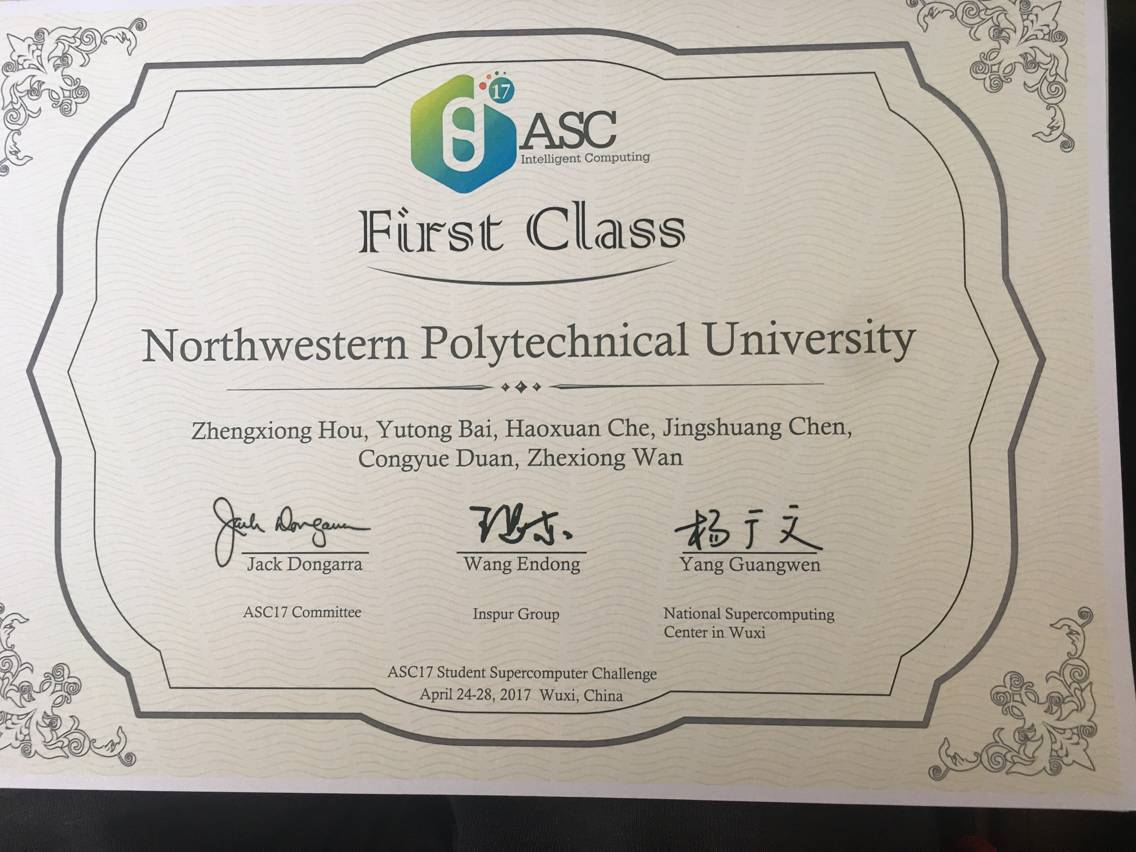 17
ASC
Intelligent Computing
First Class
Northwestern Polytechnical University
Zhengxiong Hou, Yutong Bai, Haoxuan Che, Jingshuang Chen,
Congyue Duan, Zhexiong Wan
Jack Dongarra
杨广文
Jack Dongarra
Wang Endong
Yang Guangwen
ASC17 Committee
Inspur Group
National Supercomputing
Center in Wuxi
ASC17 Student Supercomputer Challenge
April 24-28, 2017 Wuxi, China